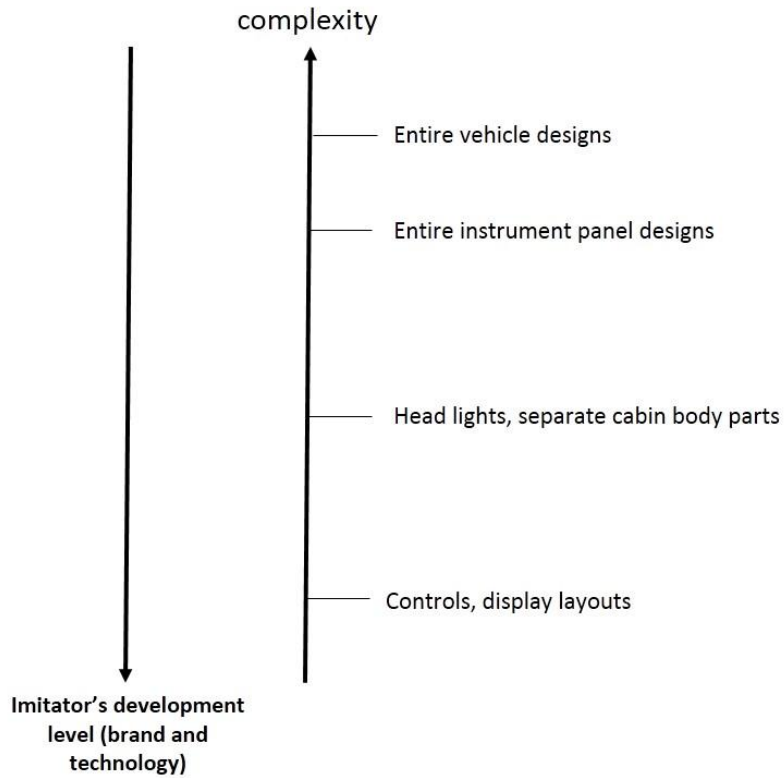 complexity
Entire vehicle designs
Entire instrument panel designs
Head lights, separate cabin body parts
Controls, display layouts
Imitator’s development
level (brand and
technology)